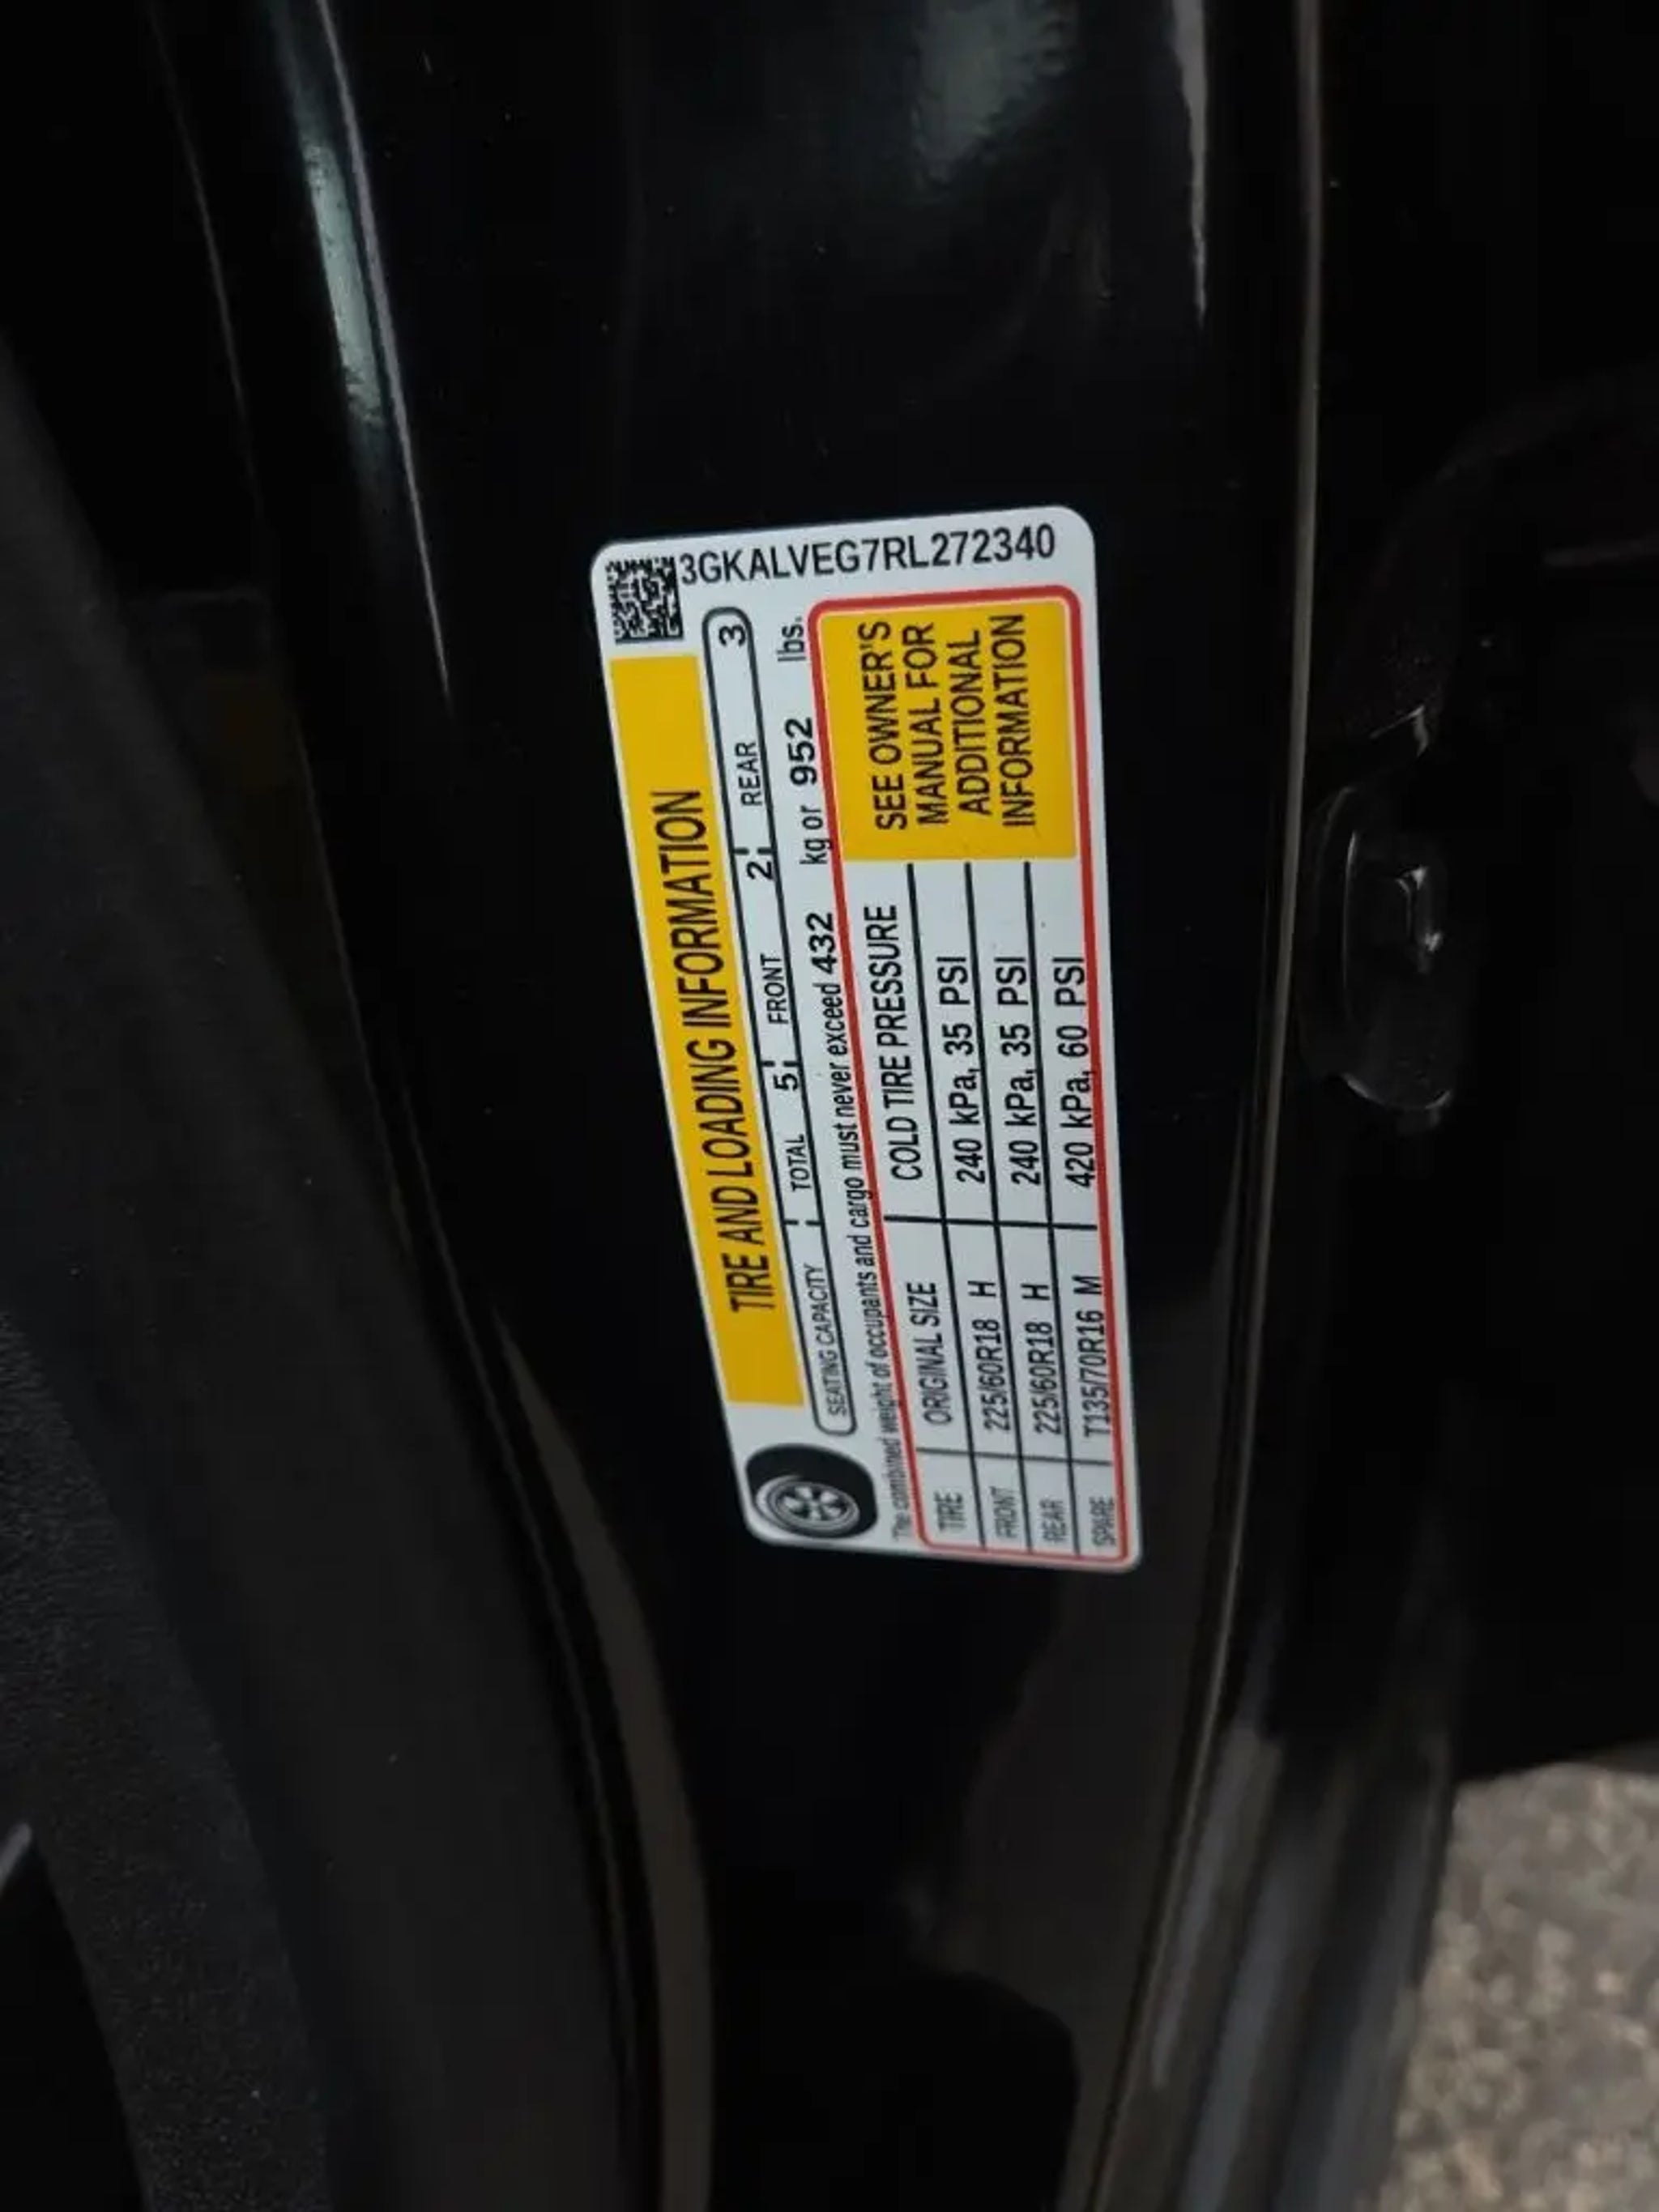 3GKALVEG7RL272340
TIRE AND LOADING INFORMATION
SEATING CAPACITY TOTAL 5 FRONT 2 REAR 3
The combined weight of occupants and cargo must never exceed 432 kg or 952 lbs.
TIRE ORIGINAL SIZE COLD TIRE PRESSURE
FRONT 225/60R18 H 240 kPa, 35 PSI
REAR 225/60R18 H 240 kPa, 35 PSI
SPARE T135/70R16 M 420 kPa, 60 PSI
SEE OWNER'S
MANUAL FOR
ADDITIONAL
INFORMATION